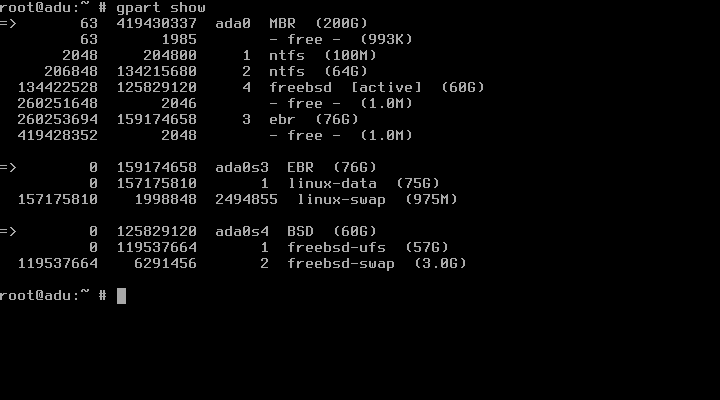 root@adu:~ # gpart show
=>       63  419430337  ada0  MBR  (200G)
         63       1985        - free -  (993K)
       2048     204800     1  ntfs  (100M)
     206848  134215680     2  ntfs  (64G)
  134422528  125829120     4  freebsd  [active]  (60G)
  260251648       2046        - free -  (1.0M)
  260253694  159174658     3  ebr  (76G)
  419428352       2048        - free -  (1.0M)

=>        0  159174658  ada0s3  EBR  (76G)
          0  157175810       1  linux-data  (75G)
  157175810    1998848  2494855  linux-swap  (975M)

=>        0  125829120  ada0s4  BSD  (60G)
          0  119537664       1  freebsd-ufs  (57G)
  119537664    6291456       2  freebsd-swap  (3.0G)

root@adu:~ #